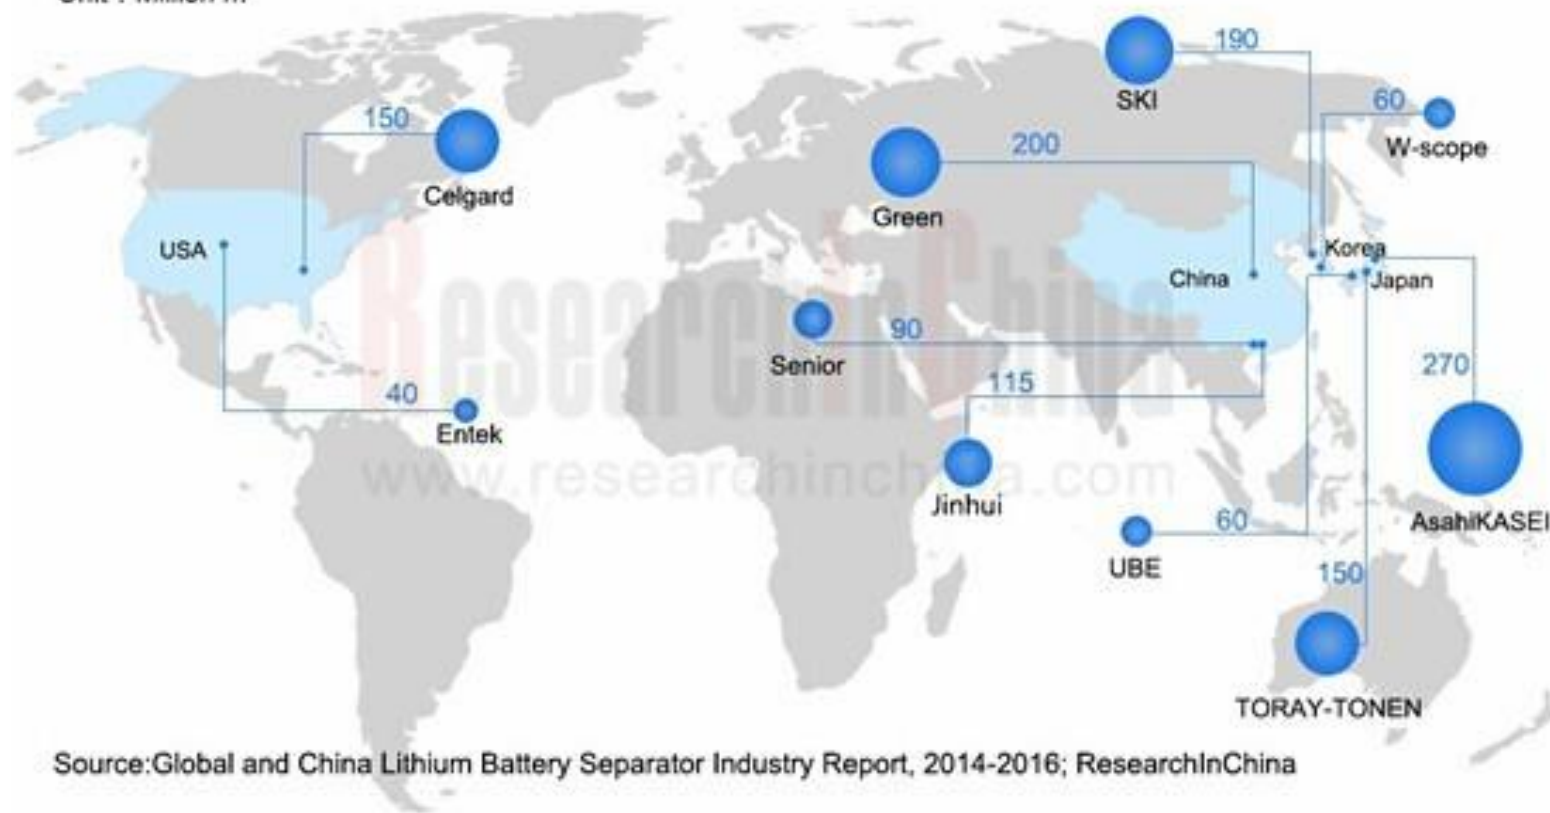 190
SKI
60
W-scope
150
Celgard
200
Green
USA
Korea
China
Japan
Senior
90
115
270
40
Entek
ResearchInChina
www.researchinchina.com
Jinhui
60
UBE
AsahiKASEI
150
TORAY-TONEN
Source:Global and China Lithium Battery Separator Industry Report, 2014-2016; ResearchInChina